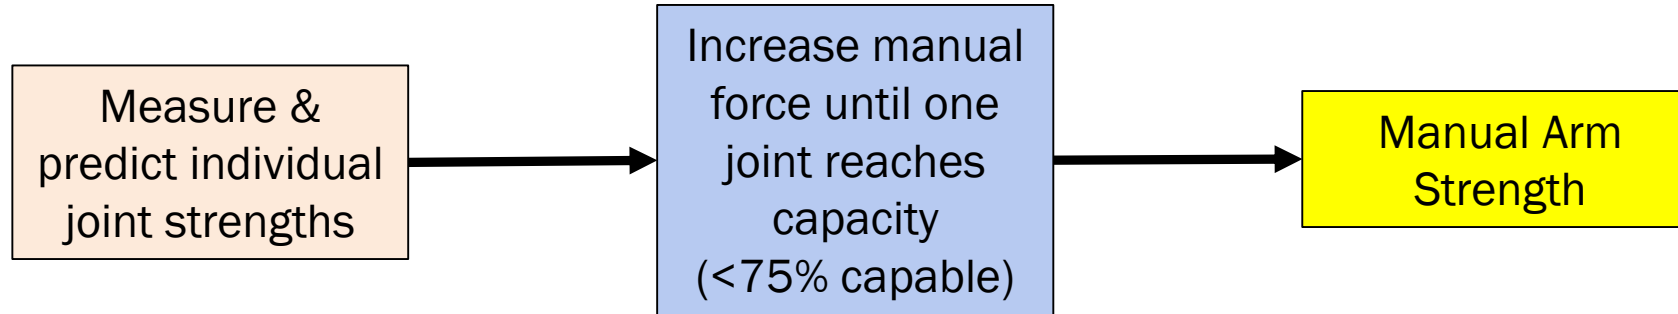 Measure &
predict individual
joint strengths
Increase manual
force until one
joint reaches
capacity
(<75% capable)
Manual Arm
Strength